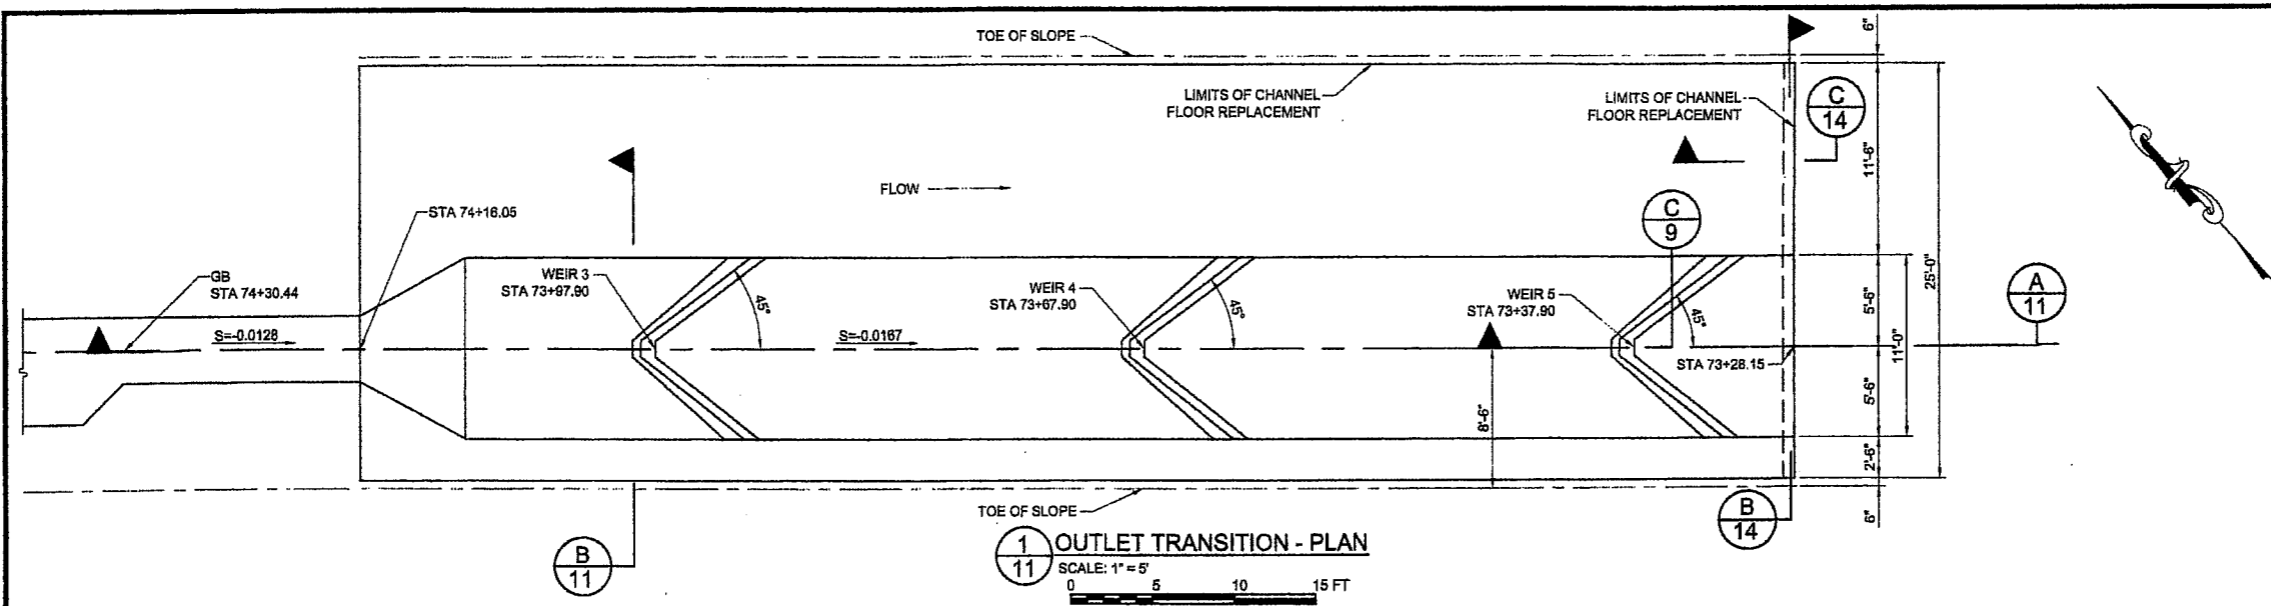 TOE OF SLOPE
6"
LIMITS OF CHANNEL
FLOOR REPLACEMENT
LIMITS OF CHANNEL
FLOOR REPLACEMENT
C
14
11'-6"
FLOW
STA 74+16.05
C
9
25'-0"
GB
STA 74+30.44
WEIR 3
STA 73+97.90
45°
WEIR 4
STA 73+67.90
45°
WEIR 5
STA 73+37.90
45°
5'-6"
11'-0"
A
11
S=-0.0128
S=-0.0167
STA 73+28.15
8'-6"
5'-6"
2'-6"
TOE OF SLOPE
6"
B
14
B
11
1
11
OUTLET TRANSITION - PLAN
SCALE: 1" = 5'
0 5 10 15 FT